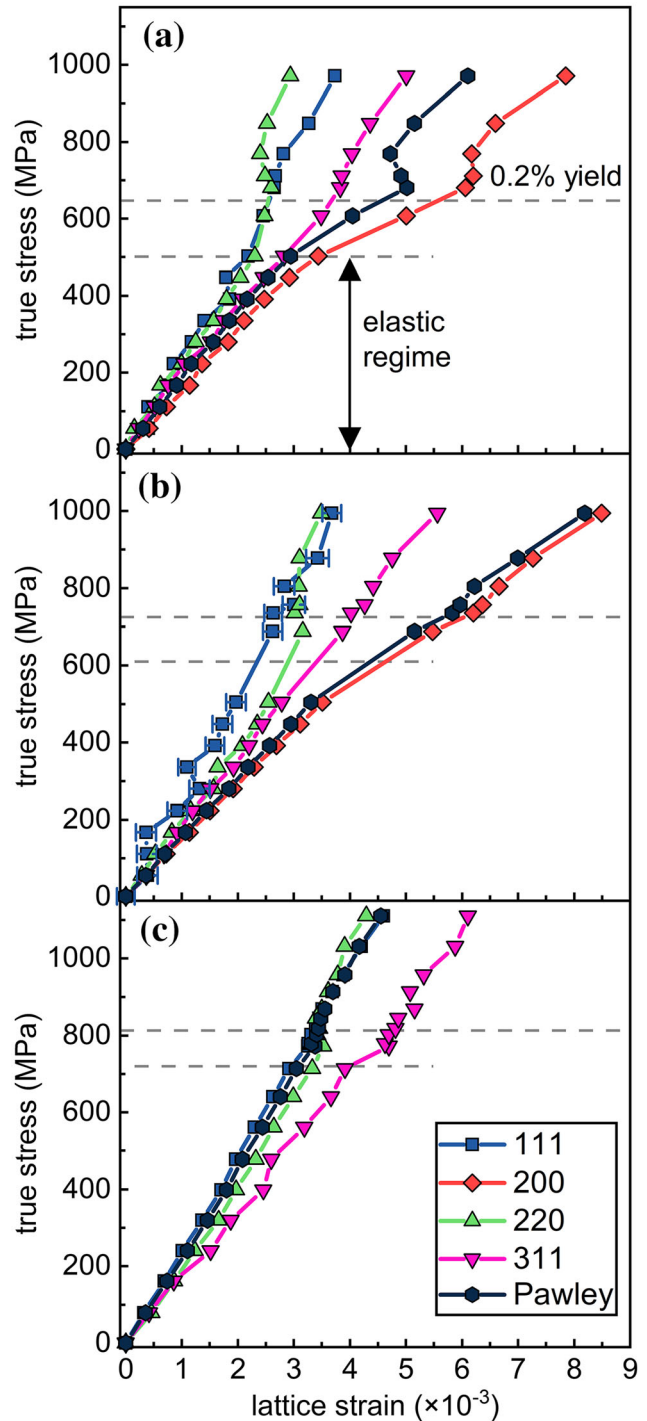 (a)
1000
800
600
400
200
0
true stress (MPa)
0.2% yield
elastic
regime
(b)
1000
800
600
400
200
0
true stress (MPa)
(c)
1000
800
600
400
200
0
true stress (MPa)
111
200
220
311
Pawley
0 1 2 3 4 5 6 7 8 9
lattice strain (×10⁻³)